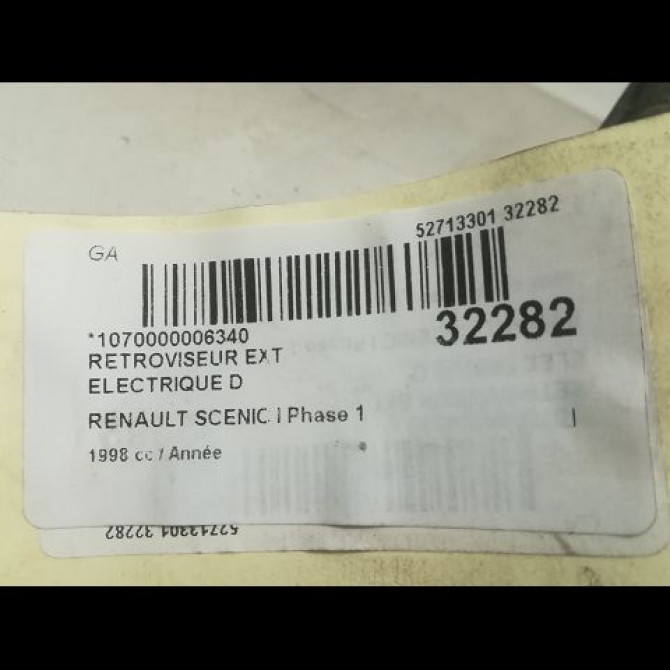 GA
52713301 32282
*1070000006340
32282
RETROVISEUR EXT
ELECTRIQUE D
RENAULT SCENIC I Phase 1
I
1998 cc / Année
52713301 32282